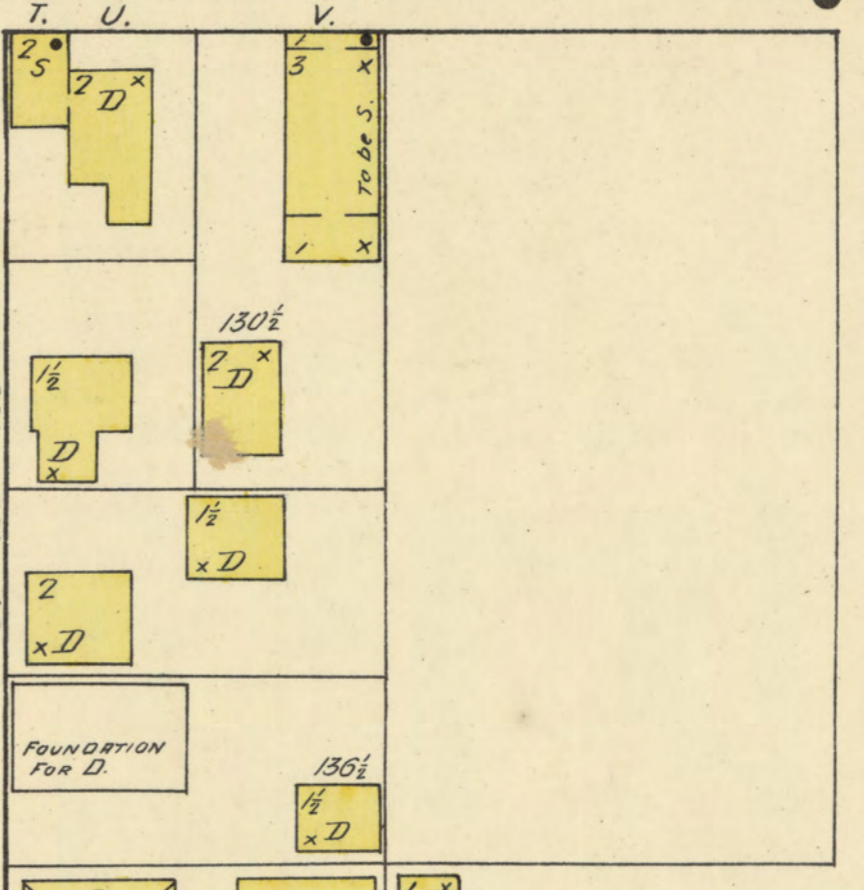 T. U. V.
2 S
2 x D
1
3 x
To be S.
1 x
130½
2 x D
1½
D
x
1½
x D
2
x D
FOUNDATION
FOR D.
136½
1½
x D
x